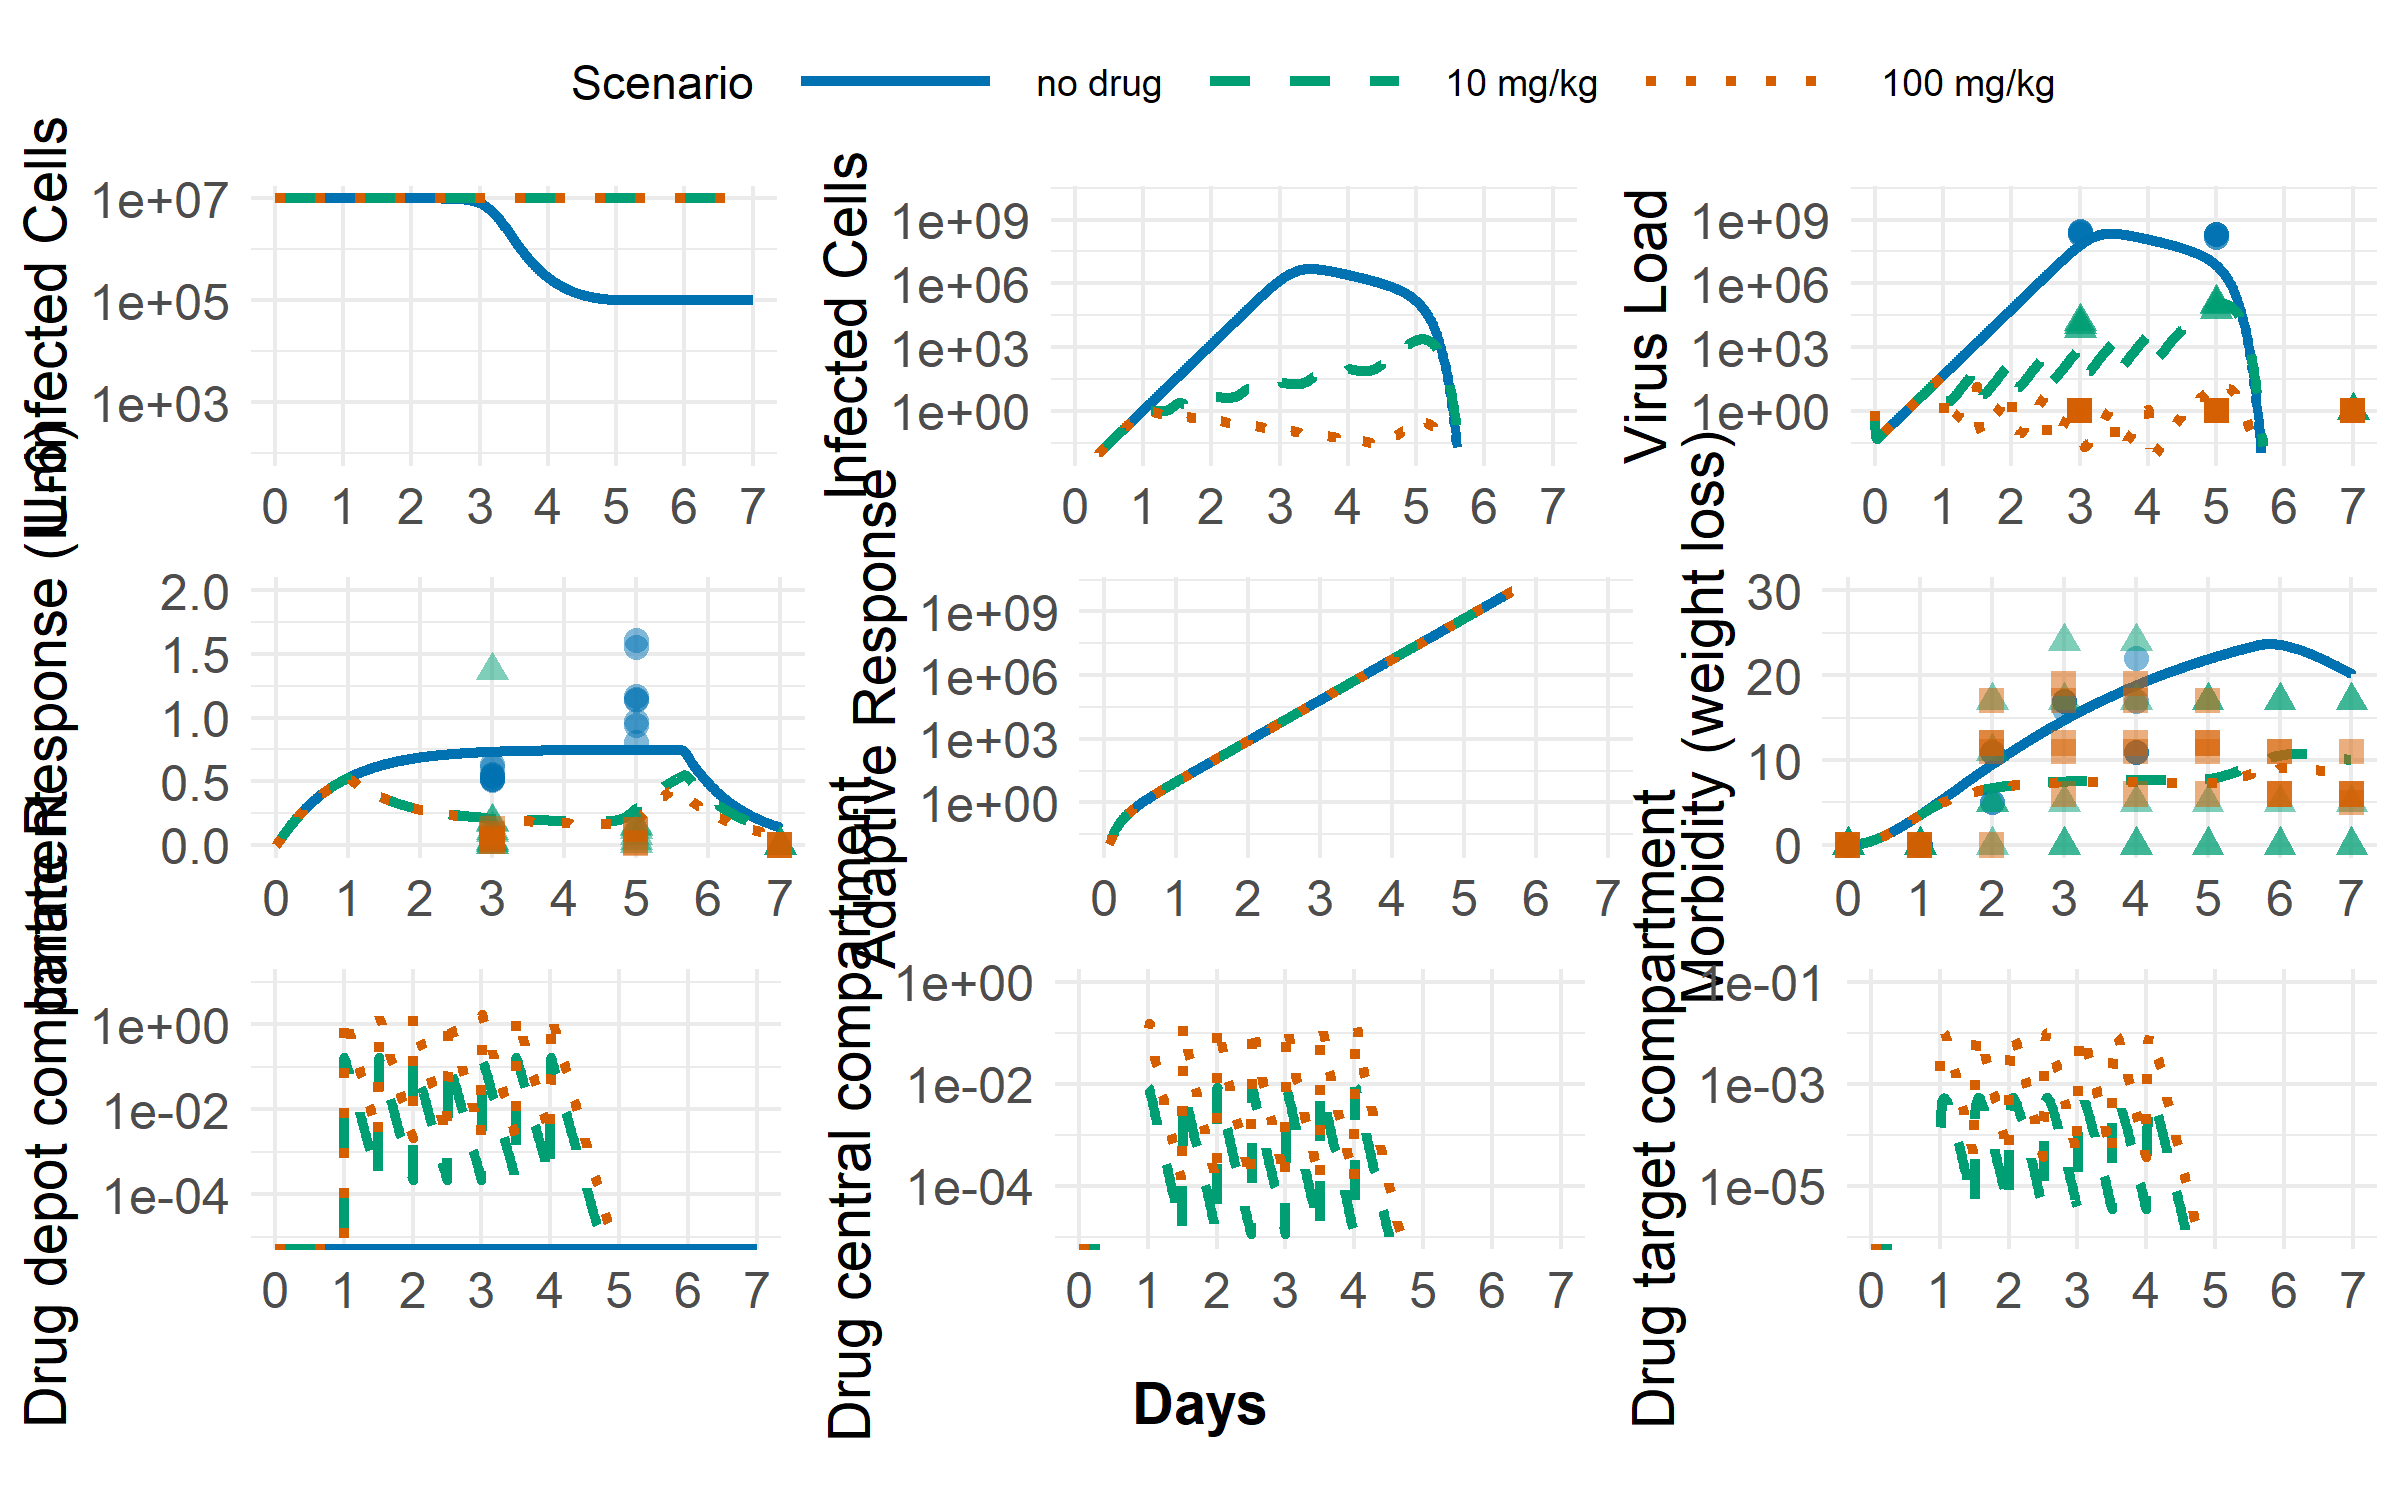 Scenario no drug 10 mg/kg 100 mg/kg
Uninfected Cells
1e+07
1e+05
1e+03
0 1 2 3 4 5 6 7
Infected Cells
1e+09
1e+06
1e+03
1e+00
0 1 2 3 4 5 6 7
Virus Load
1e+09
1e+06
1e+03
1e+00
0 1 2 3 4 5 6 7
Innate Response (IL-6)
2.0
1.5
1.0
0.5
0.0
0 1 2 3 4 5 6 7
Adaptive Response
1e+09
1e+06
1e+03
1e+00
0 1 2 3 4 5 6 7
Morbidity (weight loss)
30
20
10
0
0 1 2 3 4 5 6 7
Drug depot compartment
1e+00
1e-02
1e-04
0 1 2 3 4 5 6 7
Drug central compartment
1e+00
1e-02
1e-04
0 1 2 3 4 5 6 7
Drug target compartment
1e-01
1e-03
1e-05
0 1 2 3 4 5 6 7
Days